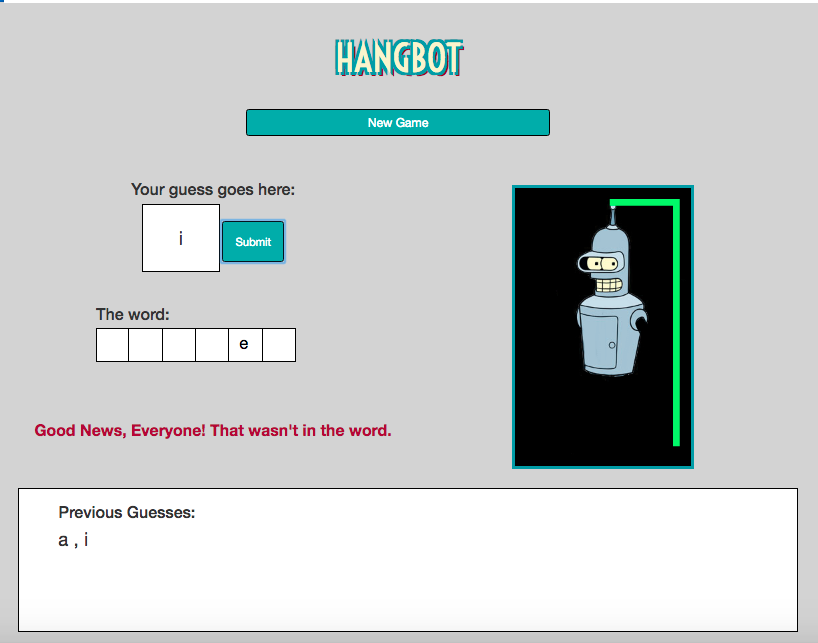 HANGBOT
New Game
Your guess goes here:
i
Submit
The word:
e
Good News, Everyone! That wasn't in the word.
Previous Guesses:
a , i